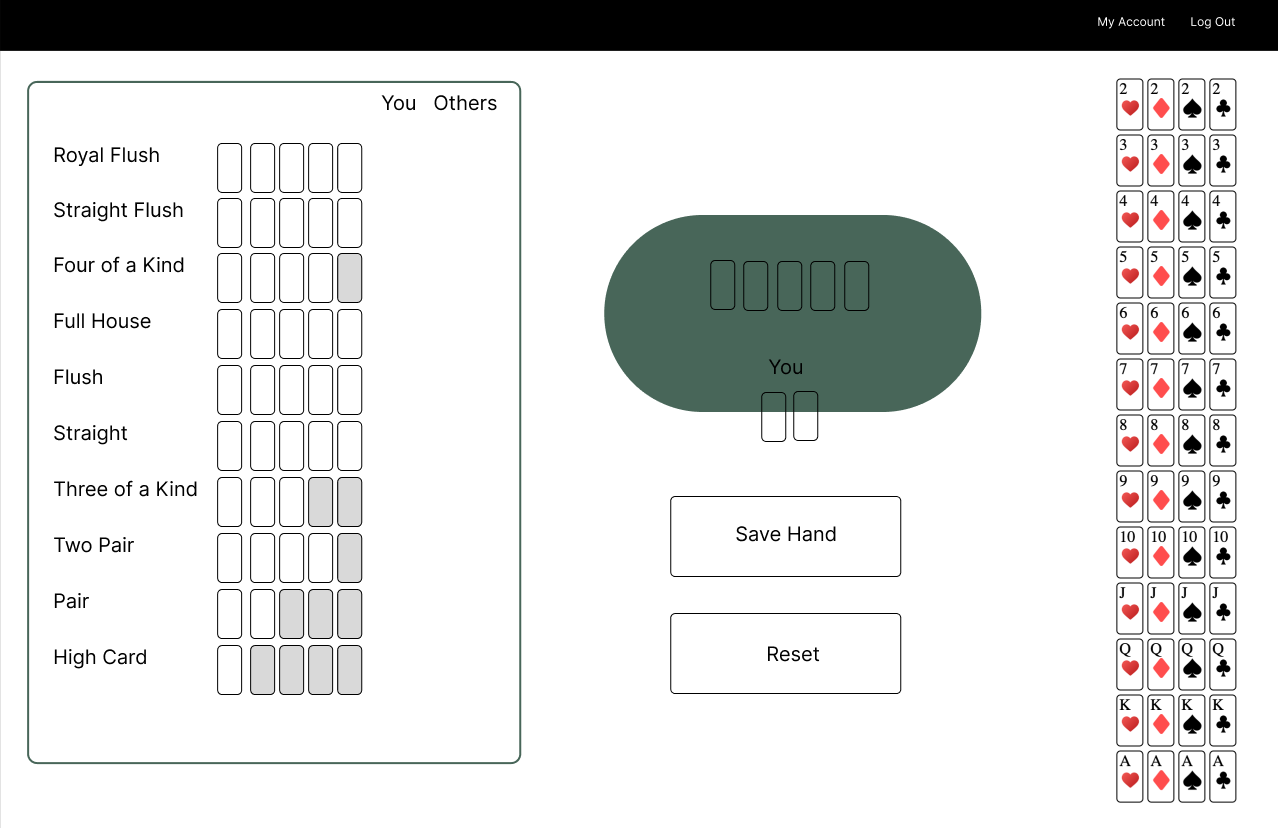 My Account Log Out
You Others
Royal Flush
Straight Flush
Four of a Kind
Full House
Flush
Straight
Three of a Kind
Two Pair
Pair
High Card
You
Save Hand
Reset
2 2 2 2
3 3 3 3
4 4 4 4
5 5 5 5
6 6 6 6
7 7 7 7
8 8 8 8
9 9 9 9
10 10 10 10
J J J J
Q Q Q Q
K K K K
A A A A